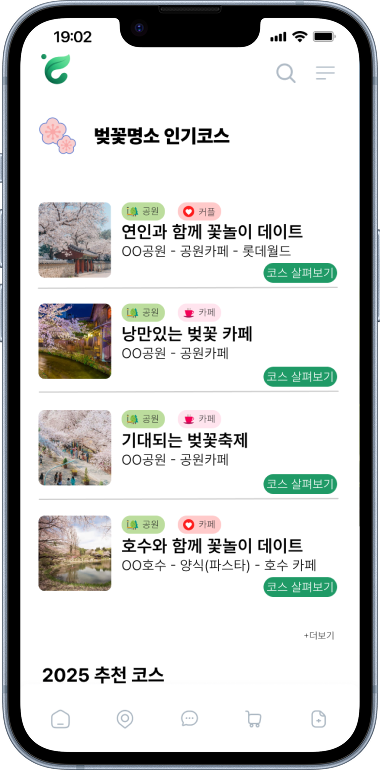 19:02
벚꽃명소 인기코스
공원 커플
연인과 함께 꽃놀이 데이트
OO공원 - 공원카페 - 롯데월드
코스 살펴보기
공원 카페
낭만있는 벚꽃 카페
OO공원 - 공원카페
코스 살펴보기
공원 카페
기대되는 벚꽃축제
OO공원 - 공원카페
코스 살펴보기
공원 카페
호수와 함께 꽃놀이 데이트
OO호수 - 양식(파스타) - 호수 카페
코스 살펴보기
+더보기
2025 추천 코스